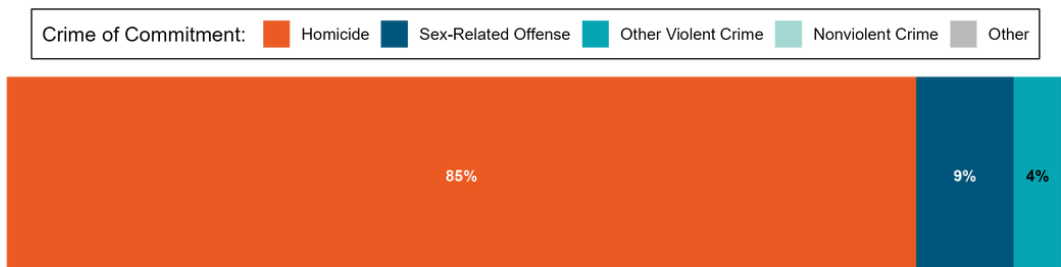 Crime of Commitment: Homicide Sex-Related Offense Other Violent Crime Nonviolent Crime Other
85% 9% 4%